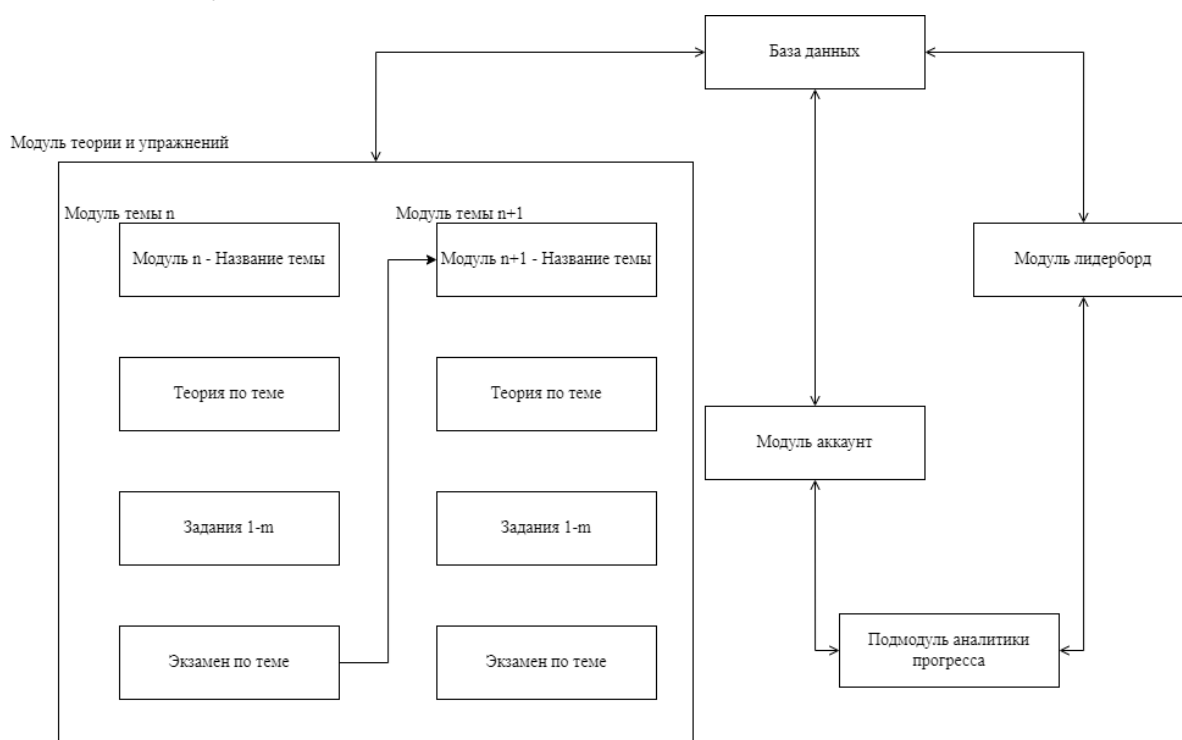 База данных
Модуль теории и упражнений
Модуль темы n
Модуль темы n+1
Модуль n - Название темы
Модуль n+1 - Название темы
Модуль лидерборд
Теория по теме
Теория по теме
Модуль аккаунт
Задания 1-m
Задания 1-m
Экзамен по теме
Экзамен по теме
Подмодуль аналитики
прогресса